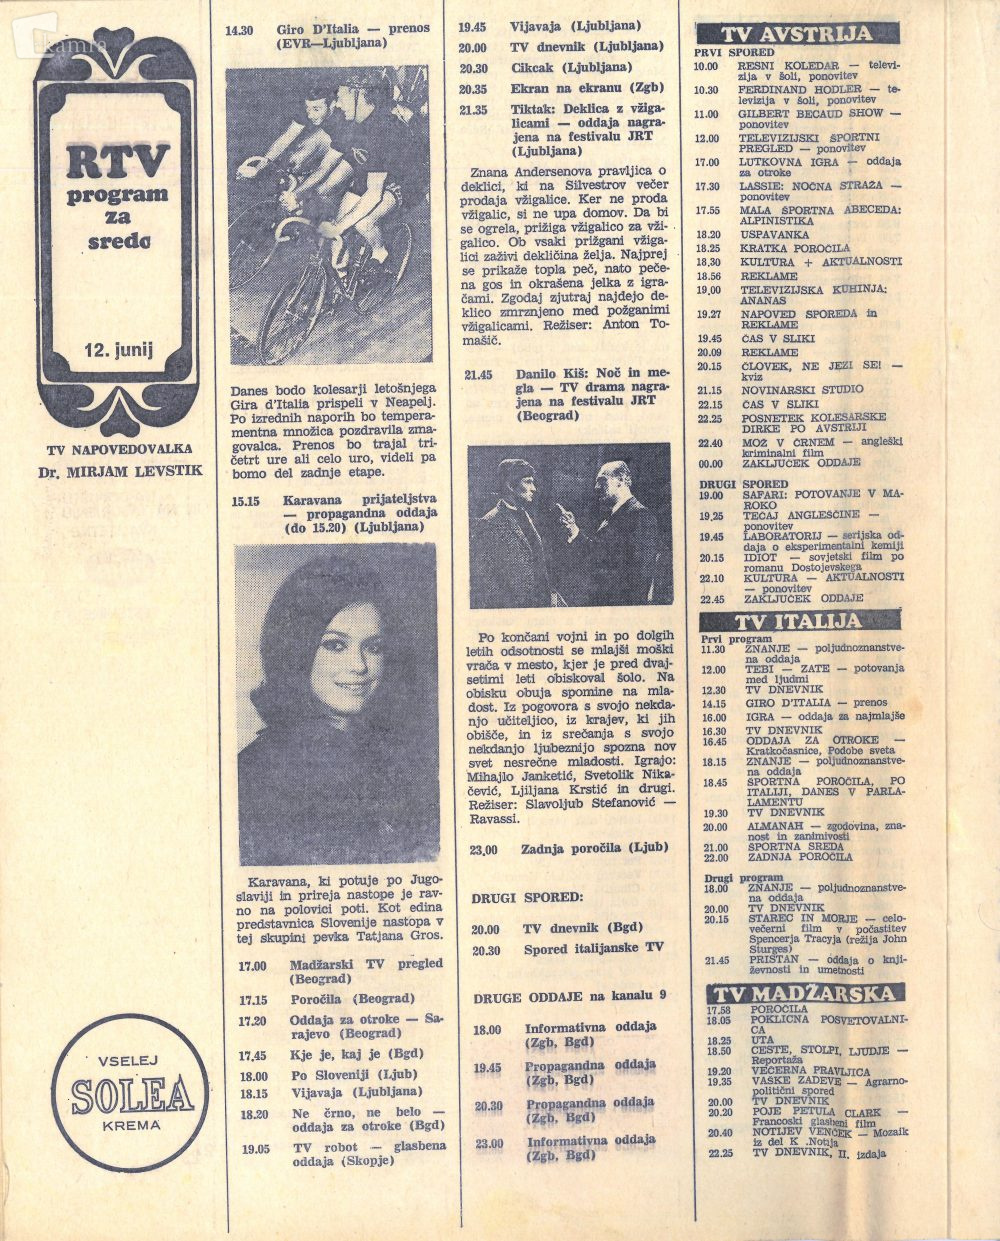 kamra
RTV
program
za
sredo
12. junij
TV NAPOVEDOVALKA
Dr. MIRJAM LEVSTIK
VSELEJ
SOLEA
KREMA
14.30 Giro D'Italia — prenos
(EVR—Ljubljana)
Danes bodo kolesarji letošnjega
Gira d'Italia prispeli v Neapelj.
Po izrednih naporih bo tempera-
mentna množica pozdravila zma-
govalca. Prenos bo trajal tri-
četrt ure ali celo uro, videli pa
bomo del zadnje etape.
15.15 Karavana prijateljstva
— propagandna oddaja
(do 15.20) (Ljubljana)
Karavana, ki potuje po Jugo-
slaviji in prireja nastope je rav-
no na polovici poti. Kot edina
predstavnica Slovenije nastopa v
tej skupini pevka Tatjana Gros.
17.00 Madžarski TV pregled
(Beograd)
17.15 Poročila (Beograd)
17.20 Oddaja za otroke — Sa-
rajevo (Beograd)
17,45 Kje je, kaj je (Bgd)
18.00 Po Sloveniji (Ljub)
18.15 Vijavaja (Ljubljana)
18.20 Ne črno, ne belo —
oddaja za otroke (Bgd)
19.05 TV robot — glasbena
oddaja (Skopje)
19.45 Vijavaja (Ljubljana)
20.00 TV dnevnik (Ljubljana)
20.30 Cikcak (Ljubljana)
20.35 Ekran na ekranu (Zgb)
21.35 Tiktak: Deklica z vžiga-
licami — oddaja nagra-
jena na festivalu JRT
(Ljubljana)
Znana Andersenova pravljica o
deklici, ki na Silvestrov večer
prodaja vžigalice. Ker ne proda
vžigalic, si ne upa domov. Da bi
se ogrela, prižiga vžigalico za vži-
galico. Ob vsaki prižgani vžiga-
lici zaživi dekličina želja. Najprej
se prikaže topla peč, nato peče-
na gos in okrašena jelka z igra-
čami. Zgodaj zjutraj najdejo de-
klico zmrznjeno med požganimi
vžigalicami. Režiser: Anton To-
mašič.
21.45 Danilo Kiš: Noč in me-
gla — TV drama nagra-
jena na festivalu JRT
(Beograd)
Po končani vojni in po dolgih
letih odsotnosti se mlajši moški
vrača v mesto, kjer je pred dvaj-
setimi leti obiskoval šolo. Na
obisku obuja spomine na mla-
dost. Iz pogovora s svojo nekda-
njo učiteljico, iz krajev, ki jih
obišče, in iz srečanja s svojo
nekdanjo ljubeznijo spozna nov
svet nesrečne mladosti. Igrajo:
Mihajlo Janketić, Svetolik Nika-
čević, Ljiljana Krstić in drugi.
Režiser: Slavoljub Stefanović —
Ravassi.
23,00 Zadnja poročila (Ljub)
DRUGI SPORED:
20.00 TV dnevnik (Bgd)
20.30 Spored italijanske TV
DRUGE ODDAJE na kanalu 9
18.00 Informativna oddaja
(Zgb, Bgd)
19.45 Propagandna oddaja
(Zgb, Bgd)
20.30 Propagandna oddaja
(Zgb, Bgd)
23.00 Informativna oddaja
(Zgb, Bgd)
TV AVSTRIJA
PRVI SPORED
10.00 RESNI KOLEDAR — televi-
zija v šoli, ponovitev
10.30 FERDINAND HODLER — te-
levizija v šoli, ponovitev
11.00 GILBERT BECAUD SHOW —
ponovitev
12.00 TELEVIZIJSKI ŠPORTNI
PREGLED — ponovitev
17.00 LUTKOVNA IGRA — oddaja
za otroke
17.30 LASSIE: NOČNA STRAŽA —
ponovitev
17.55 MALA ŠPORTNA ABECEDA:
ALPINISTIKA
18.20 USPAVANKA
18.25 KRATKA POROČILA
18,30 KULTURA + AKTUALNOSTI
18.56 REKLAME
19,00 TELEVIZIJSKA KUHINJA:
ANANAS
19.27 NAPOVED SPOREDA in
REKLAME
19.45 ČAS V SLIKI
20.09 REKLAME
20.15 ČLOVEK, NE JEZI SE! —
kviz
21.15 NOVINARSKI STUDIO
22.15 ČAS V SLIKI
22.25 POSNETEK KOLESARSKE
DIRKE PO AVSTRIJI
22.40 MOŽ V ČRNEM — angleški
kriminalni film
00.00 ZAKLJUČEK ODDAJE
DRUGI SPORED
19.00 SAFARI: POTOVANJE V MA-
ROKO
19,25 TEČAJ ANGLEŠČINE —
ponovitev
19.45 LABORATORIJ — serijska od-
daja o eksperimentalni kemiji
20.15 IDIOT — sovjetski film po
romanu Dostojevskega
22.10 KULTURA — AKTUALNOSTI
— ponovitev
22.45 ZAKLJUČEK ODDAJE
TV ITALIJA
Prvi program
11.30 ZNANJE — poljudnoznanstve-
na oddaja
12.00 TEBI — ZATE — potovanja
med ljudmi
12.30 TV DNEVNIK
14.15 GIRO D'ITALIA — prenos
16.00 IGRA — oddaja za najmlajše
16.30 TV DNEVNIK
16.45 ODDAJA ZA OTROKE —
Kratkočasnice, Podobe sveta
18.15 ZNANJE — poljudnoznanstve-
na oddaja
18.45 ŠPORTNA POROČILA, PO
ITALIJI, DANES V PARLA-
LAMENTU
19.30 TV DNEVNIK
20.00 ALMANAH — zgodovina, zna-
nost in zanimivosti
21.00 ŠPORTNA SREDA
22.00 ZADNJA POROČILA
Drugi program
18.00 ZNANJE — poljudnoznanstve-
na oddaja
20.00 TV DNEVNIK
20.15 STAREC IN MORJE — celo-
večerni film v počastitev
Spencerja Tracyja (režija John
Sturges)
21.45 PRISTAN — oddaja o knji-
ževnosti in umetnosti
TV MADŽARSKA
17.58 POROČILA
18.05 POKLICNA POSVETOVALNI-
CA
18.25 UTA
18.50 CESTE, STOLPI, LJUDJE —
Reportaža
19.20 VEČERNA PRAVLJICA
19.35 VAŠKE ZADEVE — Agrarno-
politični spored
20.00 TV DNEVNIK
20.20 POJE PETULA CLARK —
Francoski glasbeni film
20.40 NOTIJEV VENČEK — Mozaik
iz del K .Notija
22.25 TV DNEVNIK, II. izdaja